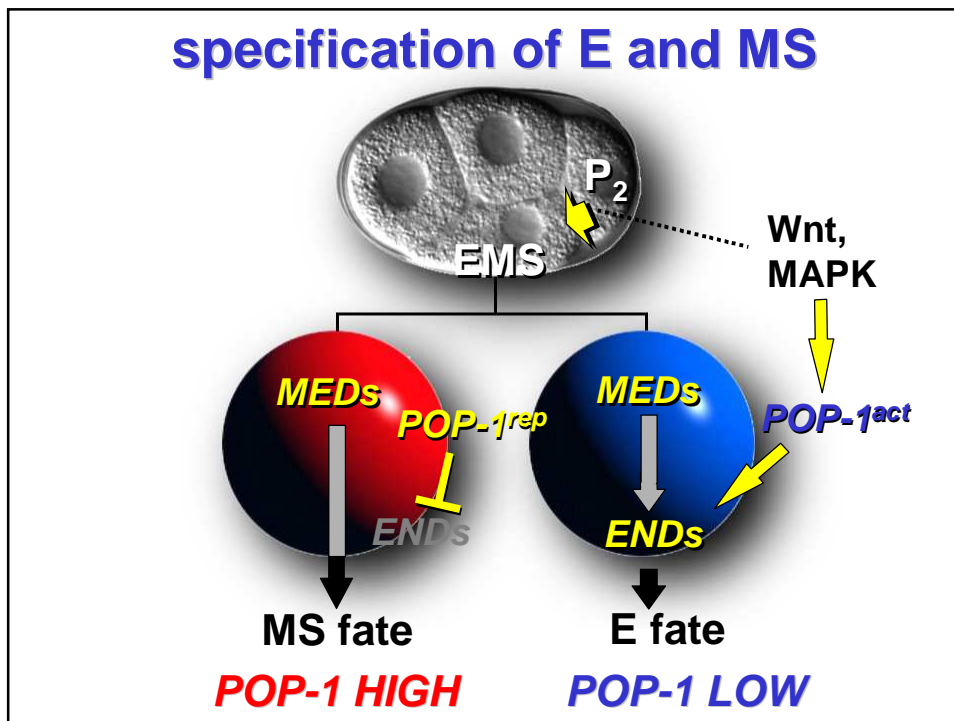 specification of E and MS
P2
EMS
Wnt,
MAPK
MEDs
POP-1rep
ENDs
MEDs
POP-1act
ENDs
MS fate
E fate
POP-1 HIGH
POP-1 LOW